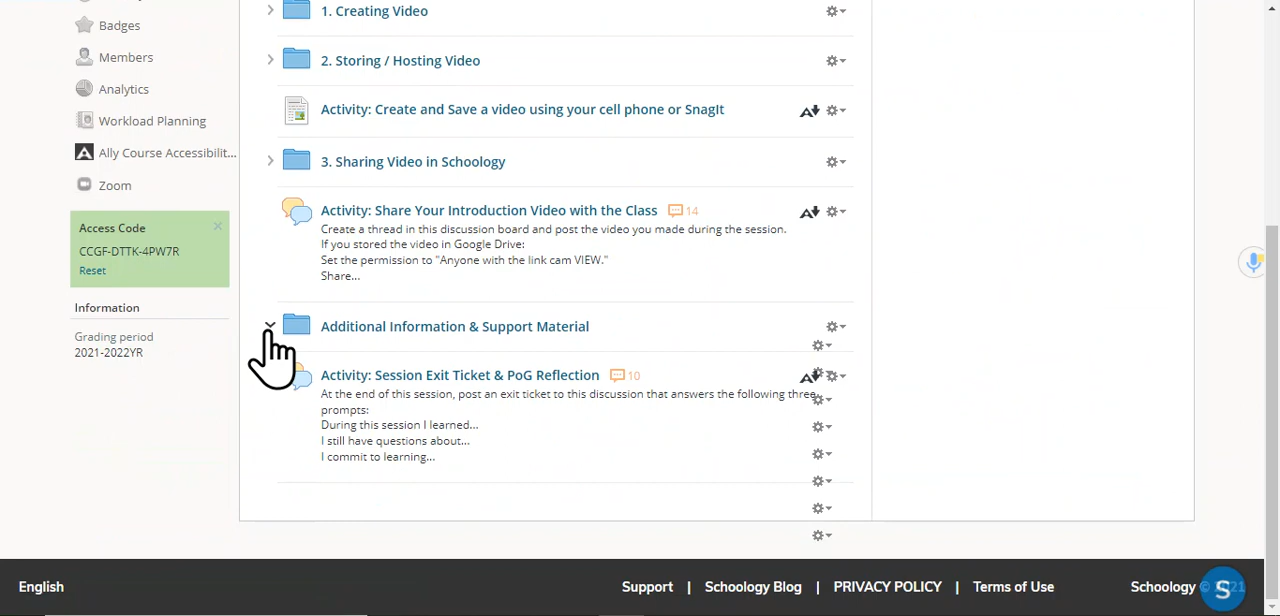 Badges
Members
Analytics
Workload Planning
Ally Course Accessibilit...
Zoom
Access Code
CCGF-DTTK-4PW7R
Reset
Information
Grading period
2021-2022YR
1. Creating Video
2. Storing / Hosting Video
Activity: Create and Save a video using your cell phone or SnagIt
3. Sharing Video in Schoology
Activity: Share Your Introduction Video with the Class 14
Create a thread in this discussion board and post the video you made during the session.
If you stored the video in Google Drive:
Set the permission to "Anyone with the link cam VIEW."
Share...
Additional Information & Support Material
Activity: Session Exit Ticket & PoG Reflection 10
At the end of this session, post an exit ticket to this discussion that answers the following three
prompts:
During this session I learned...
I still have questions about...
I commit to learning...
English
Support | Schoology Blog | PRIVACY POLICY | Terms of Use
Schoology © 2021